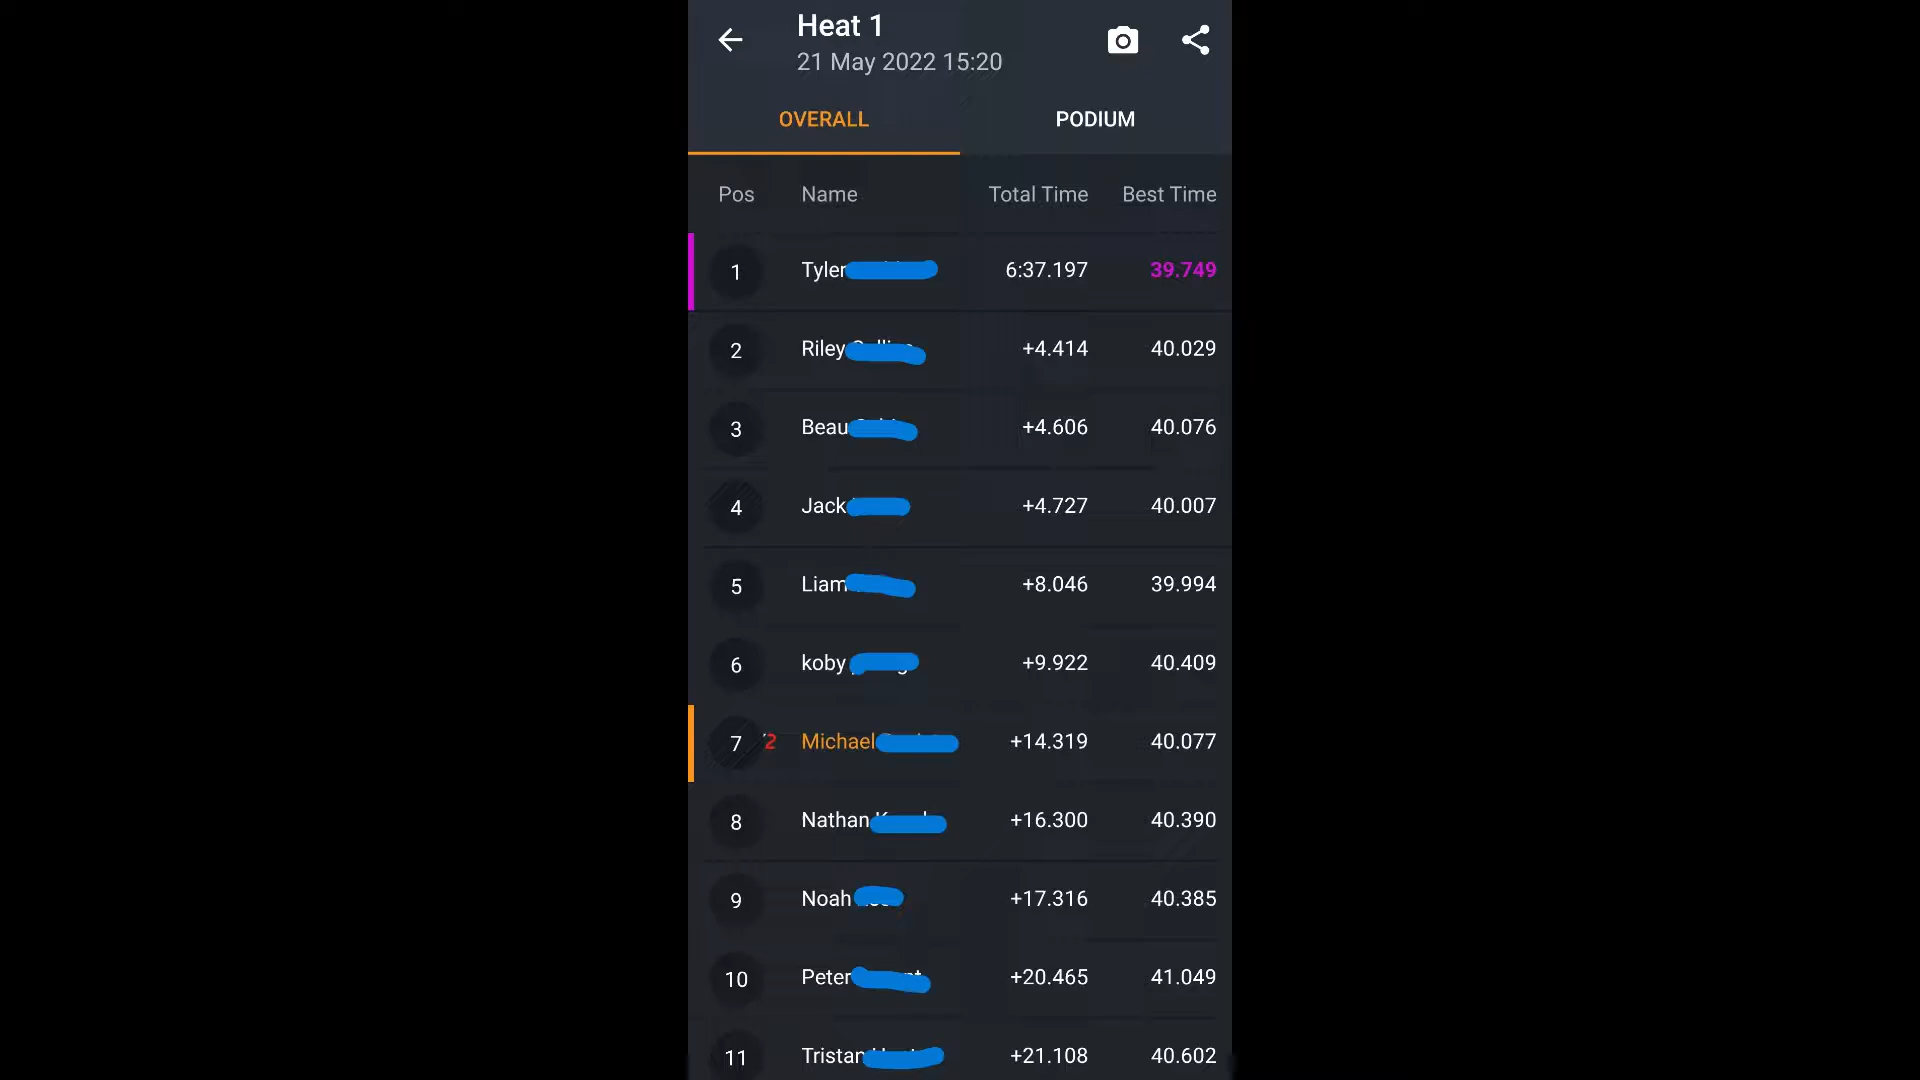 Heat 1
21 May 2022 15:20
OVERALL PODIUM
Pos Name Total Time Best Time
1 Tyler 6:37.197 39.749
2 Riley +4.414 40.029
3 Beau +4.606 40.076
4 Jack +4.727 40.007
5 Liam +8.046 39.994
6 koby +9.922 40.409
7 2 Michael +14.319 40.077
8 Nathan +16.300 40.390
9 Noah +17.316 40.385
10 Peter +20.465 41.049
11 Tristan +21.108 40.602